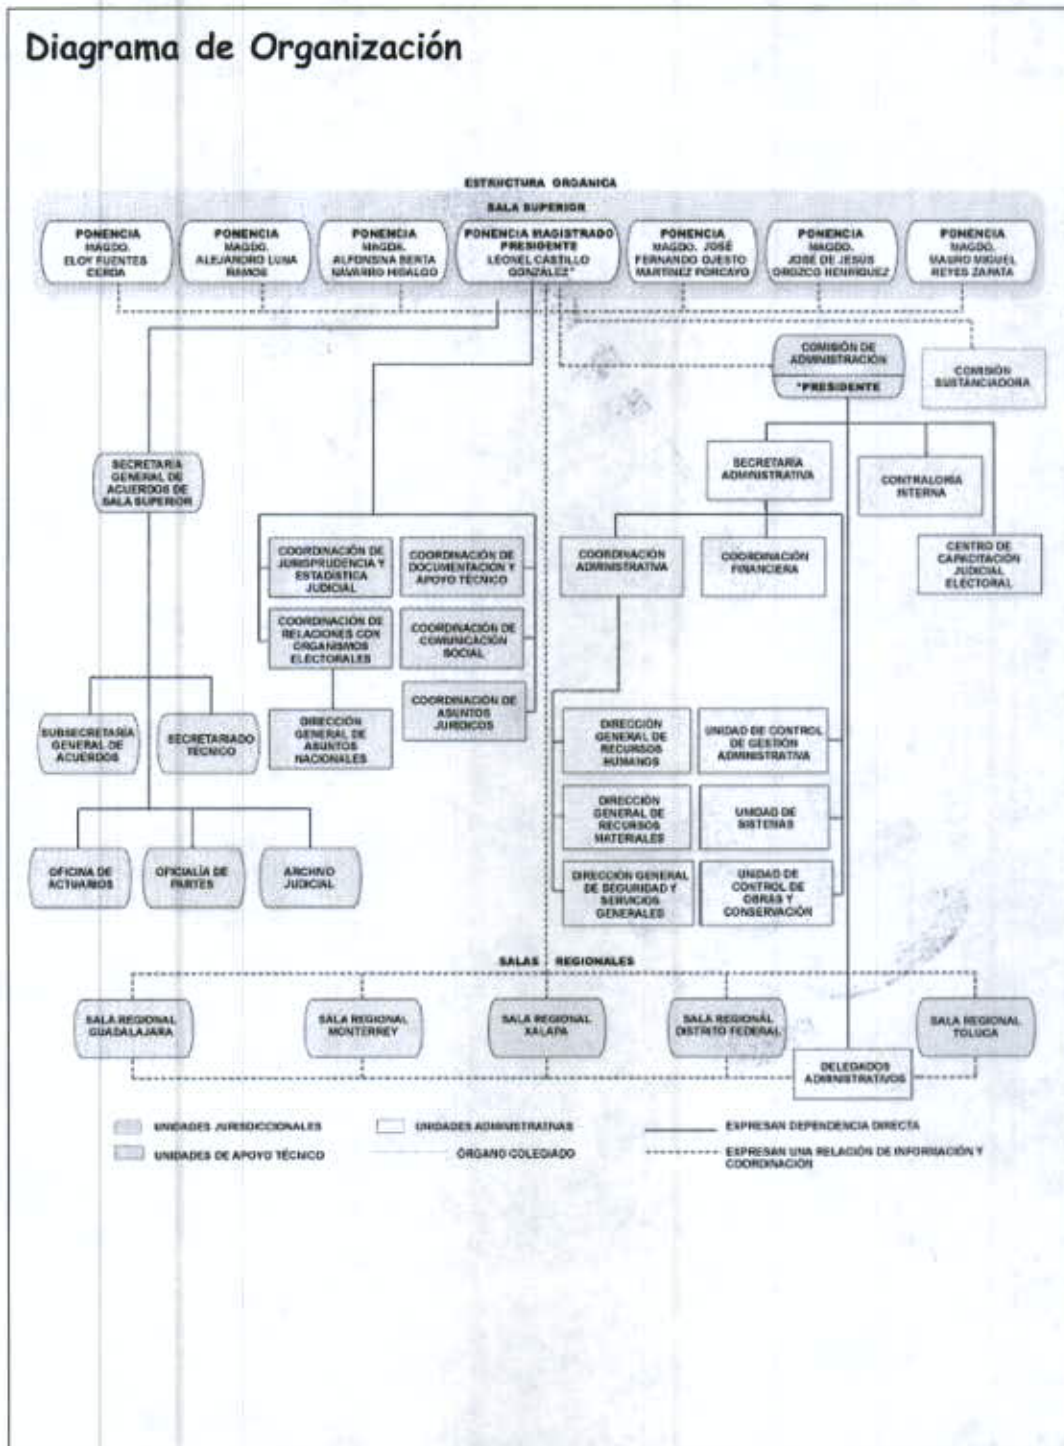 Diagrama de Organización
ESTRUCTURA ORGÁNICA
SALA SUPERIOR
PONENCIA
MAGDO.
ELOY FUENTES
CERDA
PONENCIA
MAGDO.
ALEJANDRO LUNA
RAMOS
PONENCIA
MAGDA.
ALFONSINA BERTA
NAVARRO HIDALGO
PONENCIA MAGISTRADO
PRESIDENTE
LEONEL CASTILLO
GONZÁLEZ*
PONENCIA
MAGDO. JOSÉ
FERNANDO OJESTO
MARTÍNEZ PORCAYO
PONENCIA
MAGDO.
JOSÉ DE JESÚS
OROZCO HENRÍQUEZ
PONENCIA
MAGDO.
MAURO MIGUEL
REYES ZAPATA
COMISIÓN DE
ADMINISTRACIÓN
*PRESIDENTE
COMISIÓN
SUSTANCIADORA
SECRETARÍA
GENERAL DE
ACUERDOS DE
SALA SUPERIOR
SECRETARÍA
ADMINISTRATIVA
CONTRALORÍA
INTERNA
COORDINACIÓN DE
JURISPRUDENCIA Y
ESTADÍSTICA
JUDICIAL
COORDINACIÓN DE
DOCUMENTACIÓN Y
APOYO TÉCNICO
COORDINACIÓN
ADMINISTRATIVA
COORDINACIÓN
FINANCIERA
CENTRO DE
CAPACITACIÓN
JUDICIAL
ELECTORAL
COORDINACIÓN DE
RELACIONES CON
ORGANISMOS
ELECTORALES
COORDINACIÓN DE
COMUNICACIÓN
SOCIAL
SUBSECRETARÍA
GENERAL DE
ACUERDOS
SECRETARIADO
TÉCNICO
DIRECCIÓN
GENERAL DE
ASUNTOS
NACIONALES
COORDINACIÓN DE
ASUNTOS
JURÍDICOS
DIRECCIÓN
GENERAL DE
RECURSOS
HUMANOS
UNIDAD DE CONTROL
DE GESTIÓN
ADMINISTRATIVA
DIRECCIÓN
GENERAL DE
RECURSOS
MATERIALES
UNIDAD DE
SISTEMAS
OFICINA DE
ACTUARIOS
OFICIALÍA DE
PARTES
ARCHIVO
JUDICIAL
DIRECCIÓN GENERAL
DE SEGURIDAD Y
SERVICIOS
GENERALES
UNIDAD DE
CONTROL DE
OBRAS Y
CONSERVACIÓN
SALAS REGIONALES
SALA REGIONAL
GUADALAJARA
SALA REGIONAL
MONTERREY
SALA REGIONAL
XALAPA
SALA REGIONAL
DISTRITO FEDERAL
SALA REGIONAL
TOLUCA
DELEGADOS
ADMINISTRATIVOS
UNIDADES JURISDICCIONALES
UNIDADES ADMINISTRATIVAS
EXPRESAN DEPENDENCIA DIRECTA
UNIDADES DE APOYO TÉCNICO
ÓRGANO COLEGIADO
EXPRESAN UNA RELACIÓN DE INFORMACIÓN Y
COORDINACIÓN